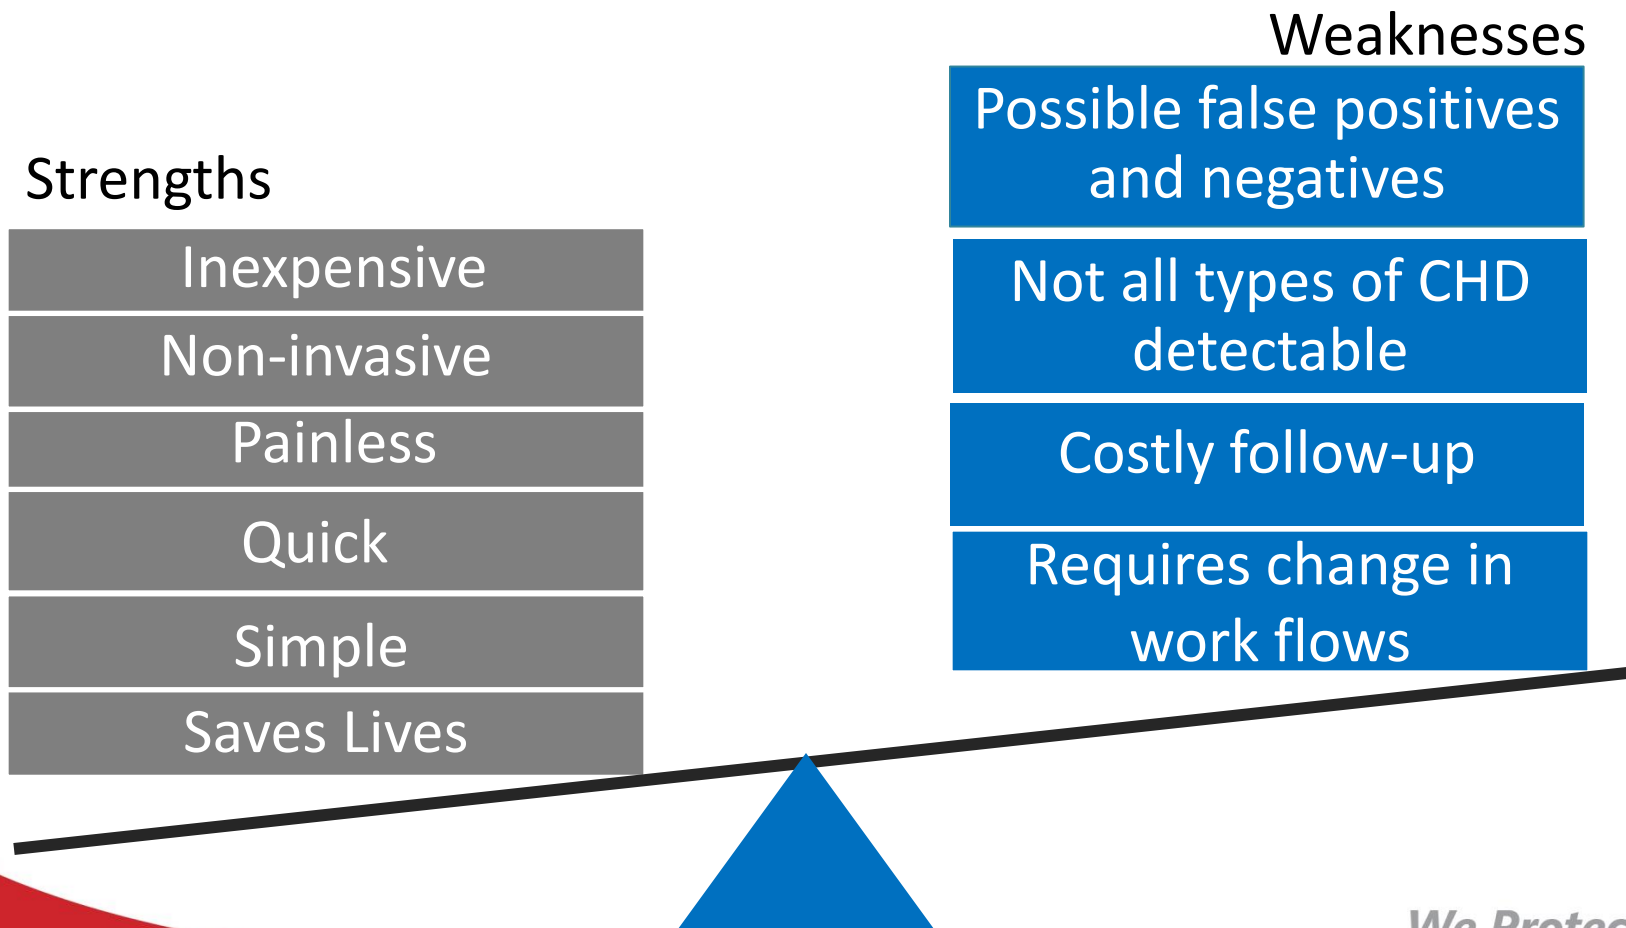 Strengths
Inexpensive
Non-invasive
Painless
Quick
Simple
Saves Lives
Weaknesses
Possible false positives
and negatives
Not all types of CHD
detectable
Costly follow-up
Requires change in
work flows
We